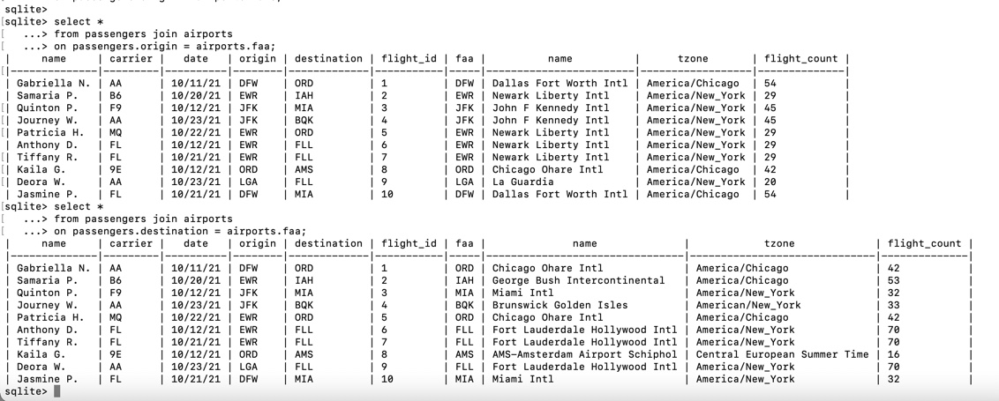 sqlite>
sqlite> select *
...> from passengers join airports
...> on passengers.origin = airports.faa;
| name | carrier | date | origin | destination | flight_id | faa | name | tzone | flight_count |
|--------------|---------|----------|--------|-------------|-----------|-----|------------------------|------------------|--------------|
| Gabriella N. | AA | 10/11/21 | DFW | ORD | 1 | DFW | Dallas Fort Worth Intl | America/Chicago | 54 |
| Samaria P. | B6 | 10/20/21 | EWR | IAH | 2 | EWR | Newark Liberty Intl | America/New_York | 29 |
| Quinton P. | F9 | 10/12/21 | JFK | MIA | 3 | JFK | John F Kennedy Intl | America/New_York | 45 |
| Journey W. | AA | 10/23/21 | JFK | BQK | 4 | JFK | John F Kennedy Intl | America/New_York | 45 |
| Patricia H. | MQ | 10/22/21 | EWR | ORD | 5 | EWR | Newark Liberty Intl | America/New_York | 29 |
| Anthony D. | FL | 10/12/21 | EWR | FLL | 6 | EWR | Newark Liberty Intl | America/New_York | 29 |
| Tiffany R. | FL | 10/21/21 | EWR | FLL | 7 | EWR | Newark Liberty Intl | America/New_York | 29 |
| Kaila G. | 9E | 10/12/21 | ORD | AMS | 8 | ORD | Chicago Ohare Intl | America/Chicago | 42 |
| Deora W. | AA | 10/23/21 | LGA | FLL | 9 | LGA | La Guardia | America/New_York | 20 |
| Jasmine P. | FL | 10/21/21 | DFW | MIA | 10 | DFW | Dallas Fort Worth Intl | America/Chicago | 54 |
sqlite> select *
...> from passengers join airports
...> on passengers.destination = airports.faa;
| name | carrier | date | origin | destination | flight_id | faa | name | tzone | flight_count |
|--------------|---------|----------|--------|-------------|-----------|-----|--------------------------------|------------------------------|--------------|
| Gabriella N. | AA | 10/11/21 | DFW | ORD | 1 | ORD | Chicago Ohare Intl | America/Chicago | 42 |
| Samaria P. | B6 | 10/20/21 | EWR | IAH | 2 | IAH | George Bush Intercontinental | America/Chicago | 53 |
| Quinton P. | F9 | 10/12/21 | JFK | MIA | 3 | MIA | Miami Intl | America/New_York | 32 |
| Journey W. | AA | 10/23/21 | JFK | BQK | 4 | BQK | Brunswick Golden Isles | American/New_York | 33 |
| Patricia H. | MQ | 10/22/21 | EWR | ORD | 5 | ORD | Chicago Ohare Intl | America/Chicago | 42 |
| Anthony D. | FL | 10/12/21 | EWR | FLL | 6 | FLL | Fort Lauderdale Hollywood Intl | America/New_York | 70 |
| Tiffany R. | FL | 10/21/21 | EWR | FLL | 7 | FLL | Fort Lauderdale Hollywood Intl | America/New_York | 70 |
| Kaila G. | 9E | 10/12/21 | ORD | AMS | 8 | AMS | AMS-Amsterdam Airport Schiphol | Central European Summer Time | 16 |
| Deora W. | AA | 10/23/21 | LGA | FLL | 9 | FLL | Fort Lauderdale Hollywood Intl | America/New_York | 70 |
| Jasmine P. | FL | 10/21/21 | DFW | MIA | 10 | MIA | Miami Intl | America/New_York | 32 |
sqlite>